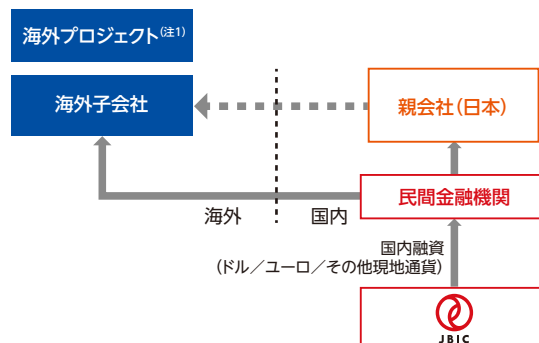 海外プロジェクト(注1)
海外子会社
親会社(日本)
民間金融機関
海外
国内
国内融資
(ドル／ユーロ／その他現地通貨)
JBIC